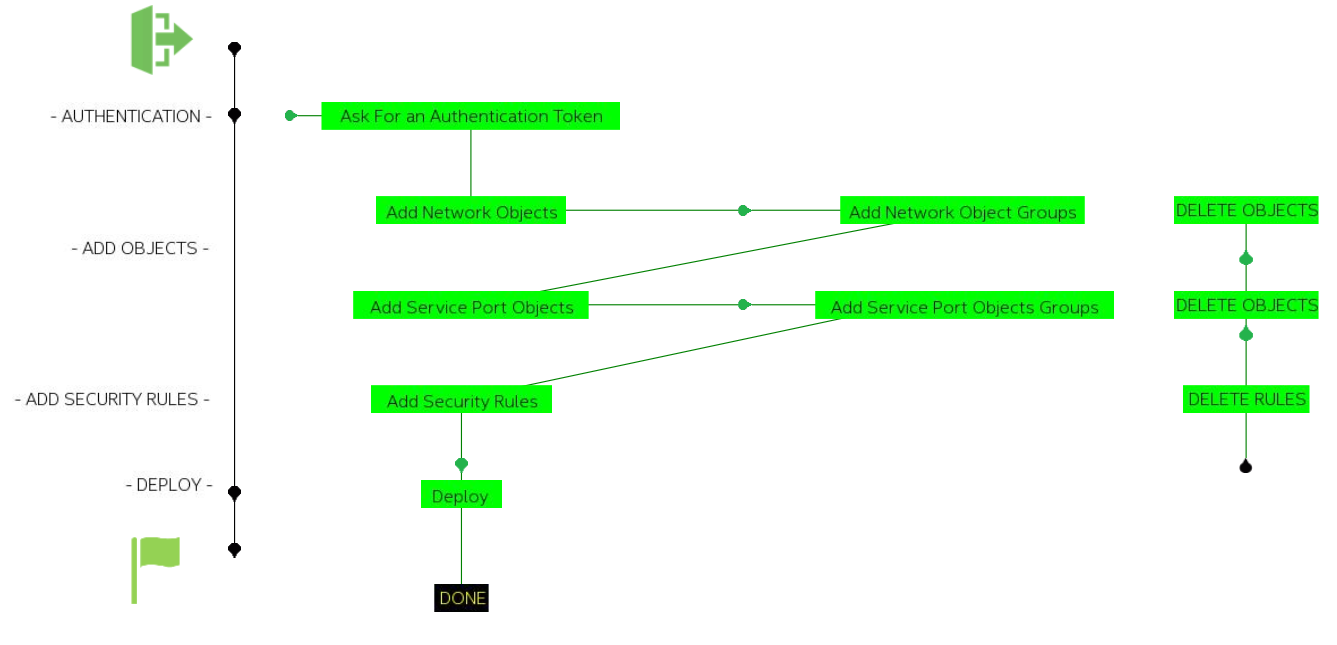 - AUTHENTICATION -
Ask For an Authentication Token
Add Network Objects
Add Network Object Groups
DELETE OBJECTS
- ADD OBJECTS -
Add Service Port Objects
Add Service Port Objects Groups
DELETE OBJECTS
- ADD SECURITY RULES -
Add Security Rules
DELETE RULES
- DEPLOY -
Deploy
DONE